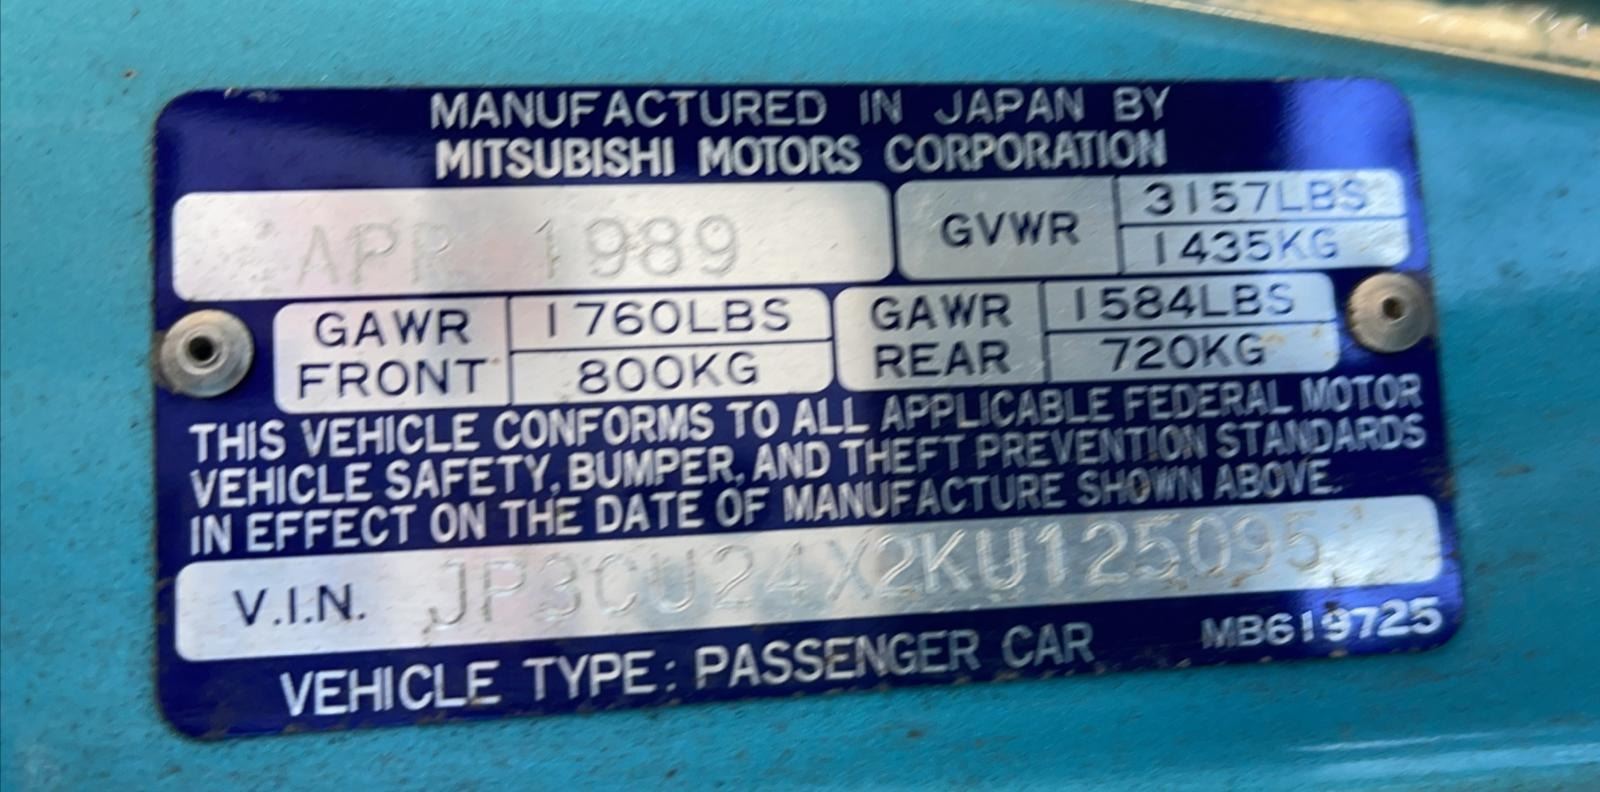 MANUFACTURED IN JAPAN BY
MITSUBISHI MOTORS CORPORATION
APR 1989
GVWR 3157LBS
1435KG
GAWR FRONT 1760LBS
800KG
GAWR REAR 1584LBS
720KG
THIS VEHICLE CONFORMS TO ALL APPLICABLE FEDERAL MOTOR
VEHICLE SAFETY, BUMPER, AND THEFT PREVENTION STANDARDS
IN EFFECT ON THE DATE OF MANUFACTURE SHOWN ABOVE.
V.I.N. JP3CU24X2KU125095
MB619725
VEHICLE TYPE: PASSENGER CAR